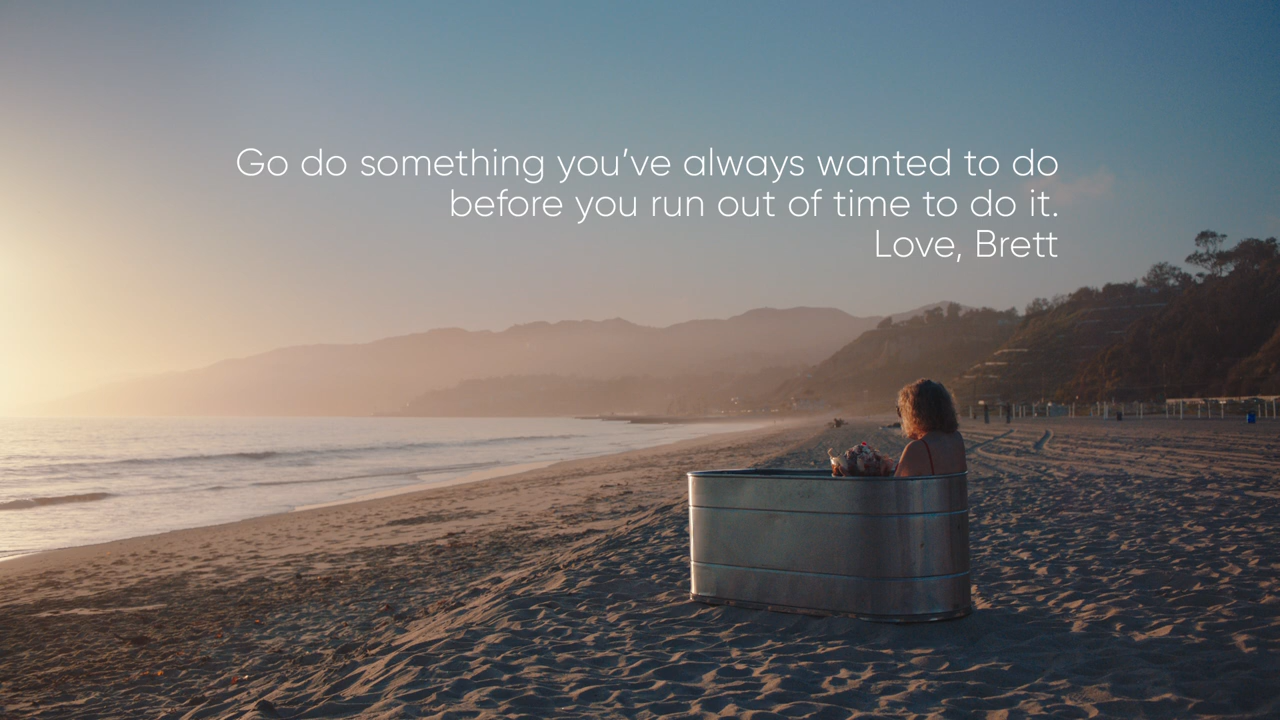 Go do something you've always wanted to do
before you run out of time to do it.
Love, Brett